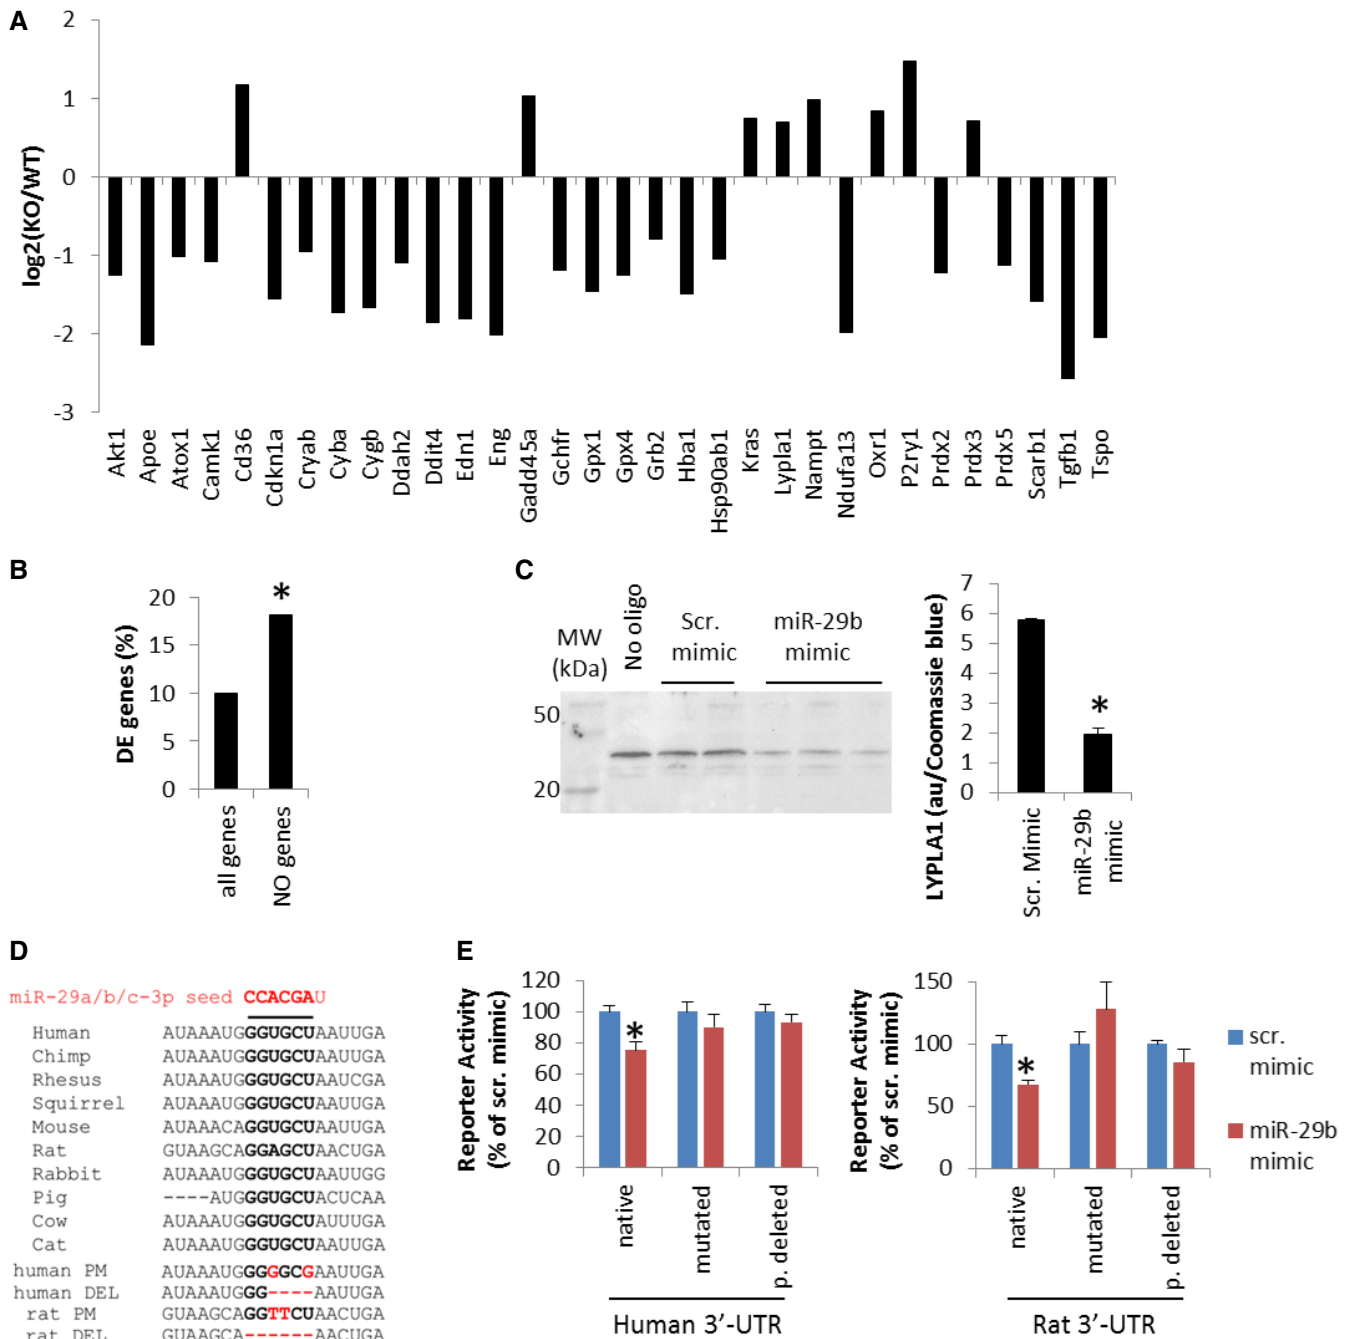 A
log2(KO/WT)
2
1
0
-1
-2
-3
Akt1
Apoe
Atox1
Camk1
Cd36
Cdkn1a
Cryab
Cyba
Cygb
Ddah2
Ddit4
Edn1
Eng
Gadd45a
Gchfr
Gpx1
Gpx4
Grb2
Hba1
Hsp90ab1
Kras
Lypla1
Nampt
Ndufa13
Oxr1
P2ry1
Prdx2
Prdx3
Prdx5
Scarb1
Tgfb1
Tspo
B
DE genes (%)
20
15
10
5
0
*
all genes
NO genes
C
MW
(kDa)
No oligo
Scr.
mimic
miR-29b
mimic
50
20
LYPLA1 (au/Coomassie blue)
7
6
5
4
3
2
1
0
*
Scr. Mimic
miR-29b
mimic
D
miR-29a/b/c-3p seed CCACGAU
Human AUAAAUGGGUGCUAAUUGA
Chimp AUAAAUGGGUGCUAAUUGA
Rhesus AUAAAUGGGUGCUAAUCGA
Squirrel AUAAAUGGGUGCUAAUUGA
Mouse AUAAACAGGUGCUAAUUGA
Rat GUAAGCAGGAGCUAACUGA
Rabbit AUAAAUGGGUGCUAAUUGG
Pig ----AUGGGUGCUACUCAA
Cow AUAAAUGGGUGCUAUUUGA
Cat AUAAAUGGGUGCUAAUUGA
human PM AUAAAUGGGGGCGAAUUGA
human DEL AUAAAUGGG----AAUUGA
rat PM GUAAGCAGGTTCUAACUGA
rat DEL GUAAGCA------AACUGA
E
Reporter Activity
(% of scr. mimic)
120
100
80
60
40
20
0
*
native
mutated
p. deleted
Human 3’-UTR
Reporter Activity
(% of scr. mimic)
150
100
50
0
*
native
mutated
p. deleted
Rat 3’-UTR
scr.
mimic
miR-29b
mimic